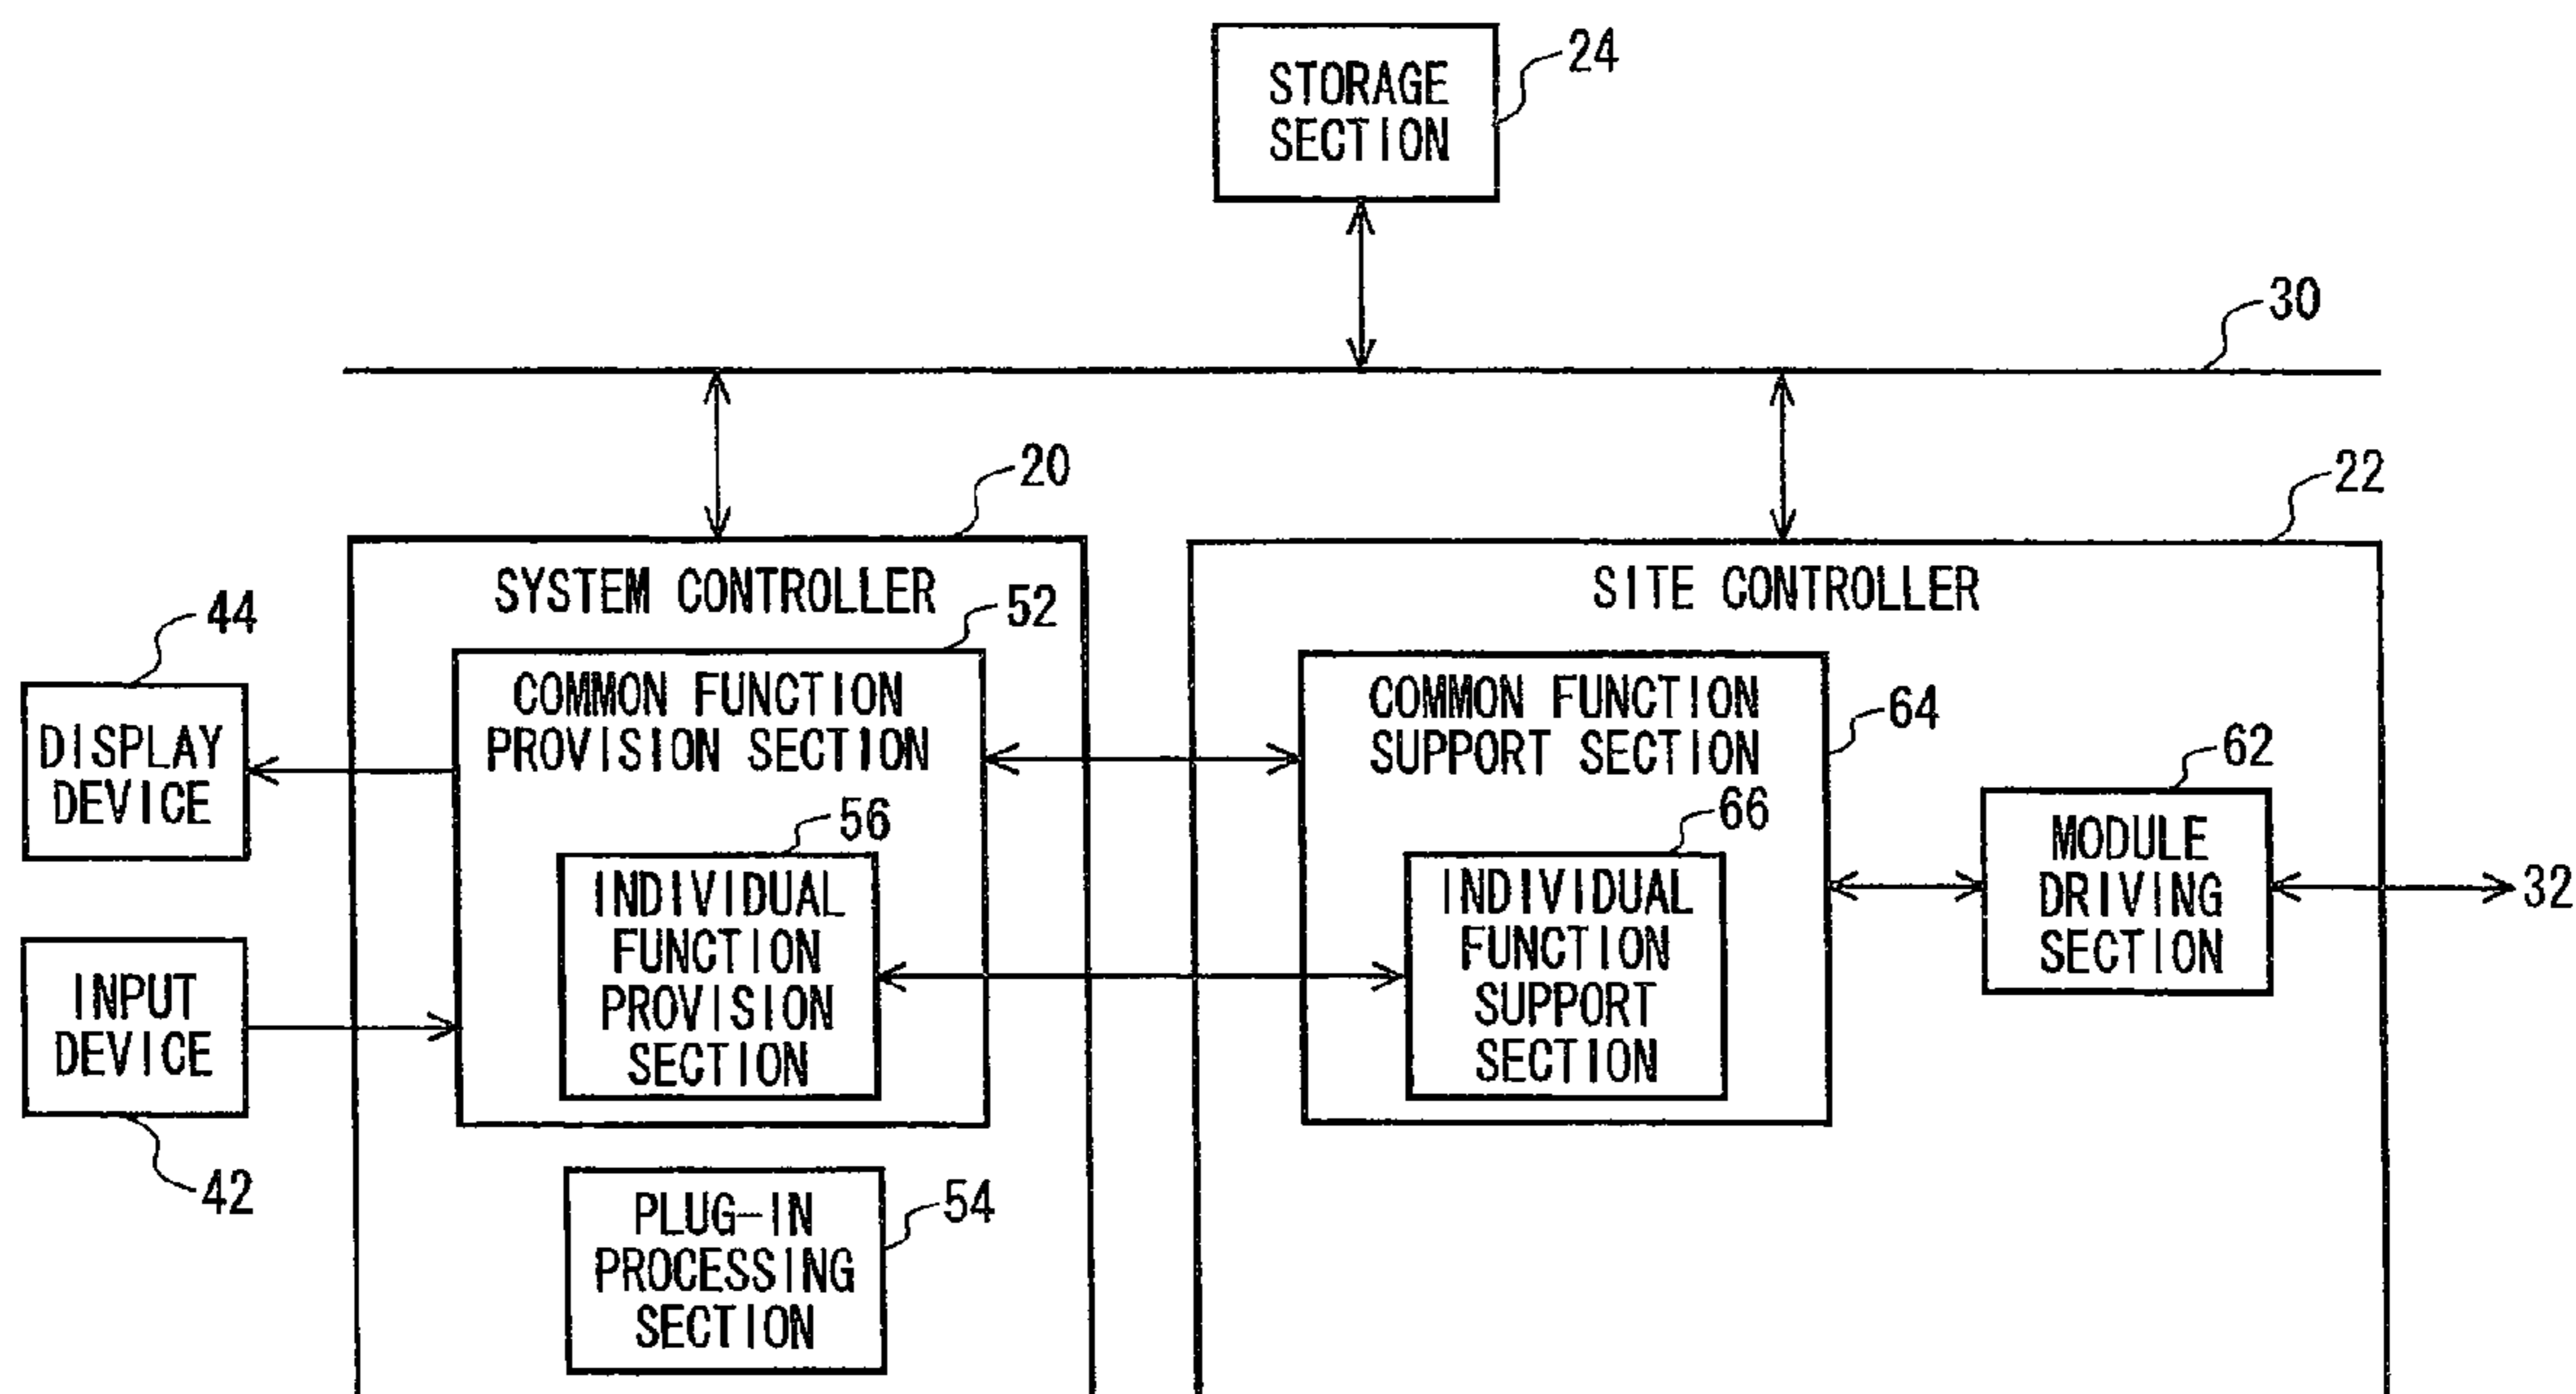 STORAGE
SECTION
24
30
20
22
SYSTEM CONTROLLER
SITE CONTROLLER
44
52
COMMON FUNCTION
PROVISION SECTION
COMMON FUNCTION
SUPPORT SECTION
64
DISPLAY
DEVICE
62
56
66
MODULE
DRIVING
SECTION
32
INDIVIDUAL
FUNCTION
PROVISION
SECTION
INDIVIDUAL
FUNCTION
SUPPORT
SECTION
INPUT
DEVICE
42
PLUG-IN
PROCESSING
SECTION
54